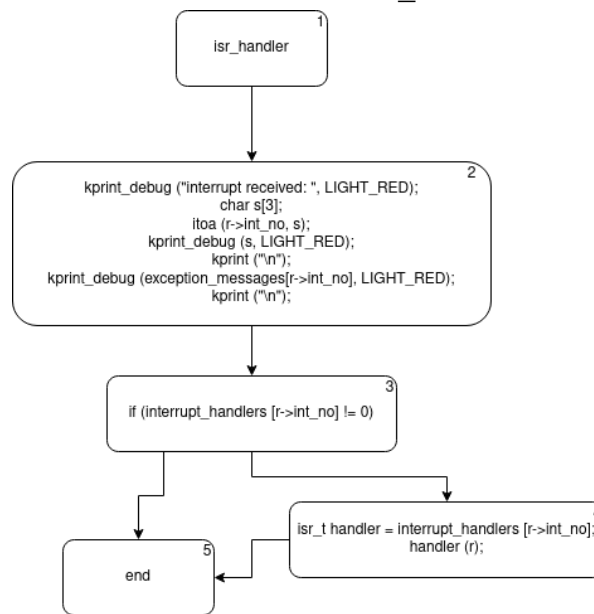 1
isr_handler
2
kprint_debug ("interrupt received: ", LIGHT_RED);
char s[3];
itoa (r->int_no, s);
kprint_debug (s, LIGHT_RED);
kprint ("\n");
kprint_debug (exception_messages[r->int_no], LIGHT_RED);
kprint ("\n");
3
if (interrupt_handlers [r->int_no] != 0)
isr_t handler = interrupt_handlers [r->int_no];
handler (r);
5
end